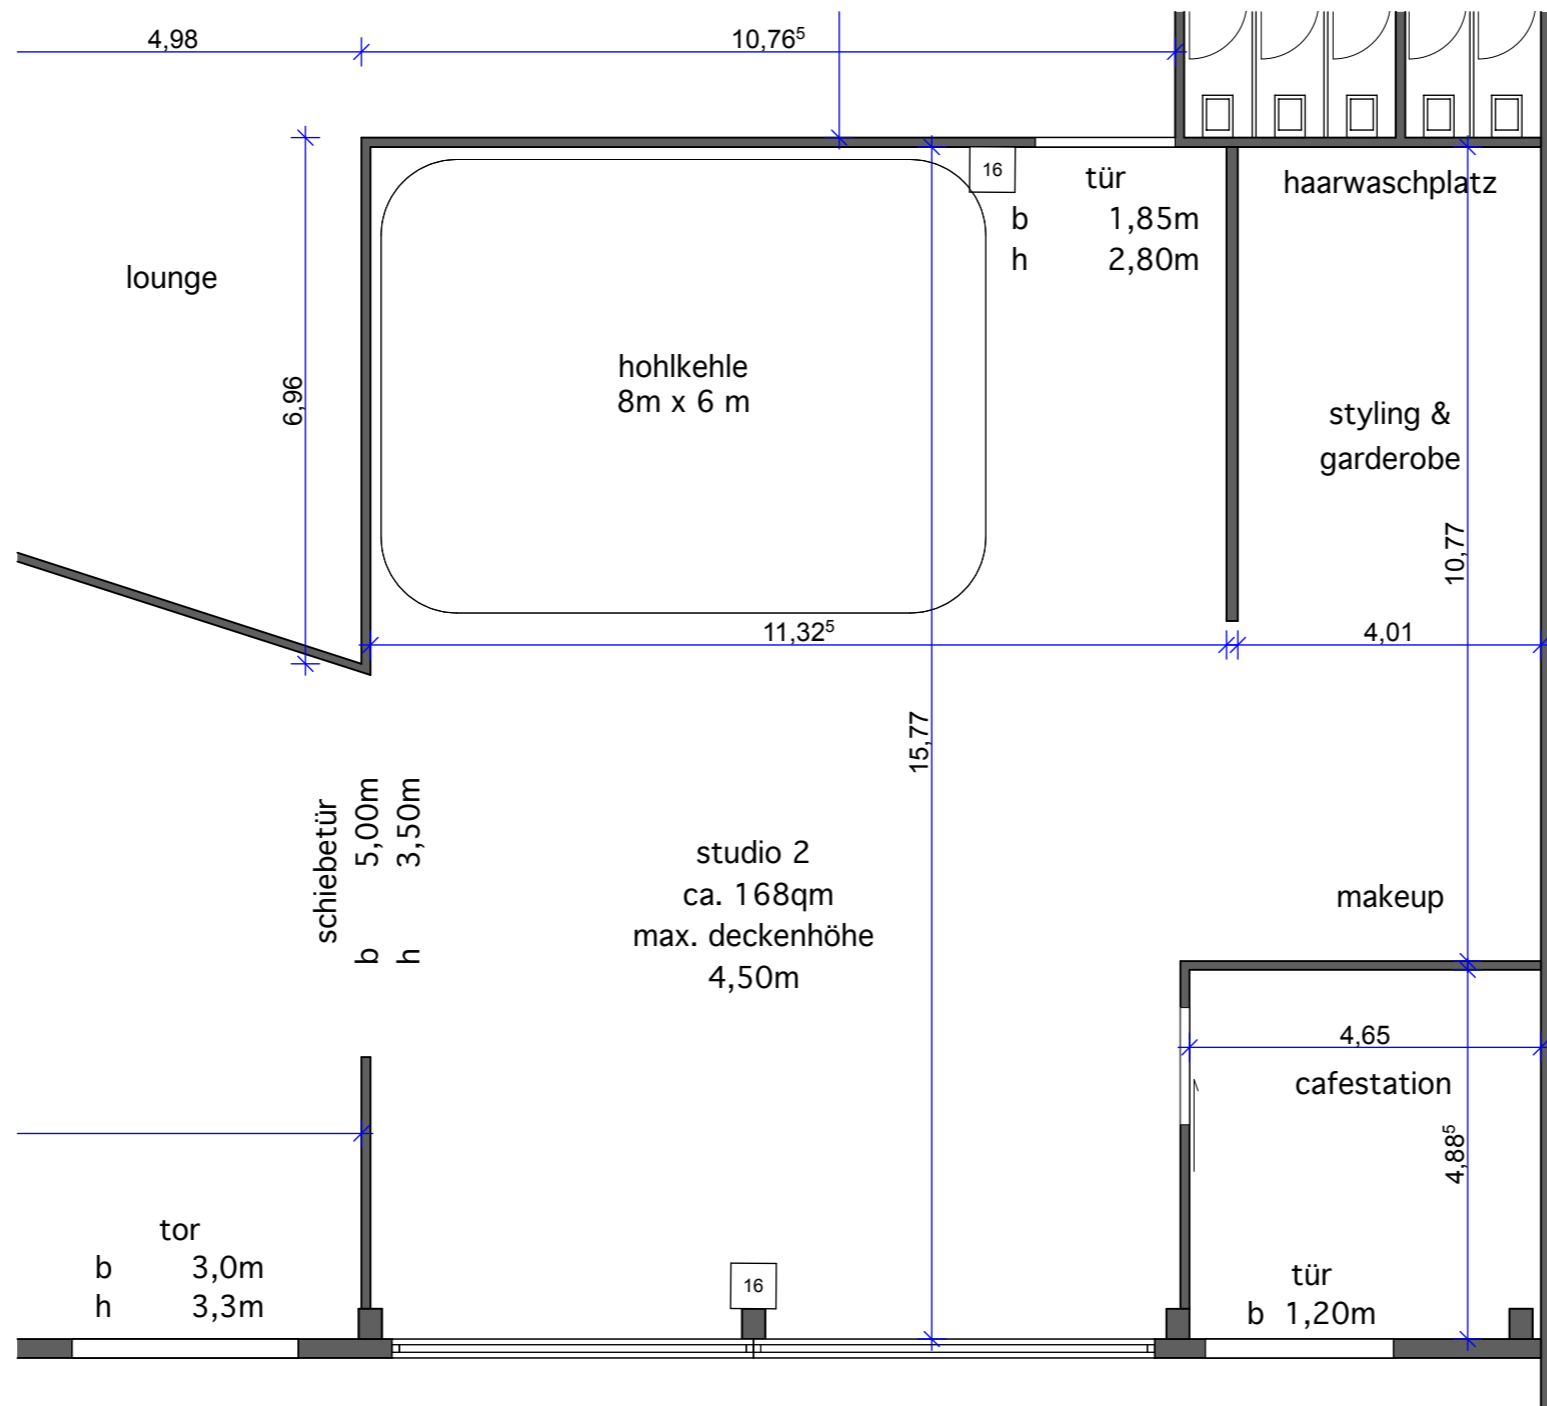 4,98
10,76⁵
16
tür
b 1,85m
h 2,80m
haarwaschplatz
lounge
hohlkehle
8m x 6 m
6,96
styling &
garderobe
10,77
11,32⁵
4,01
15,77
schiebetür
b 5,00m
h 3,50m
studio 2
ca. 168qm
max. deckenhöhe
4,50m
makeup
4,65
cafestation
4,88⁵
tor
b 3,0m
h 3,3m
16
tür
b 1,20m